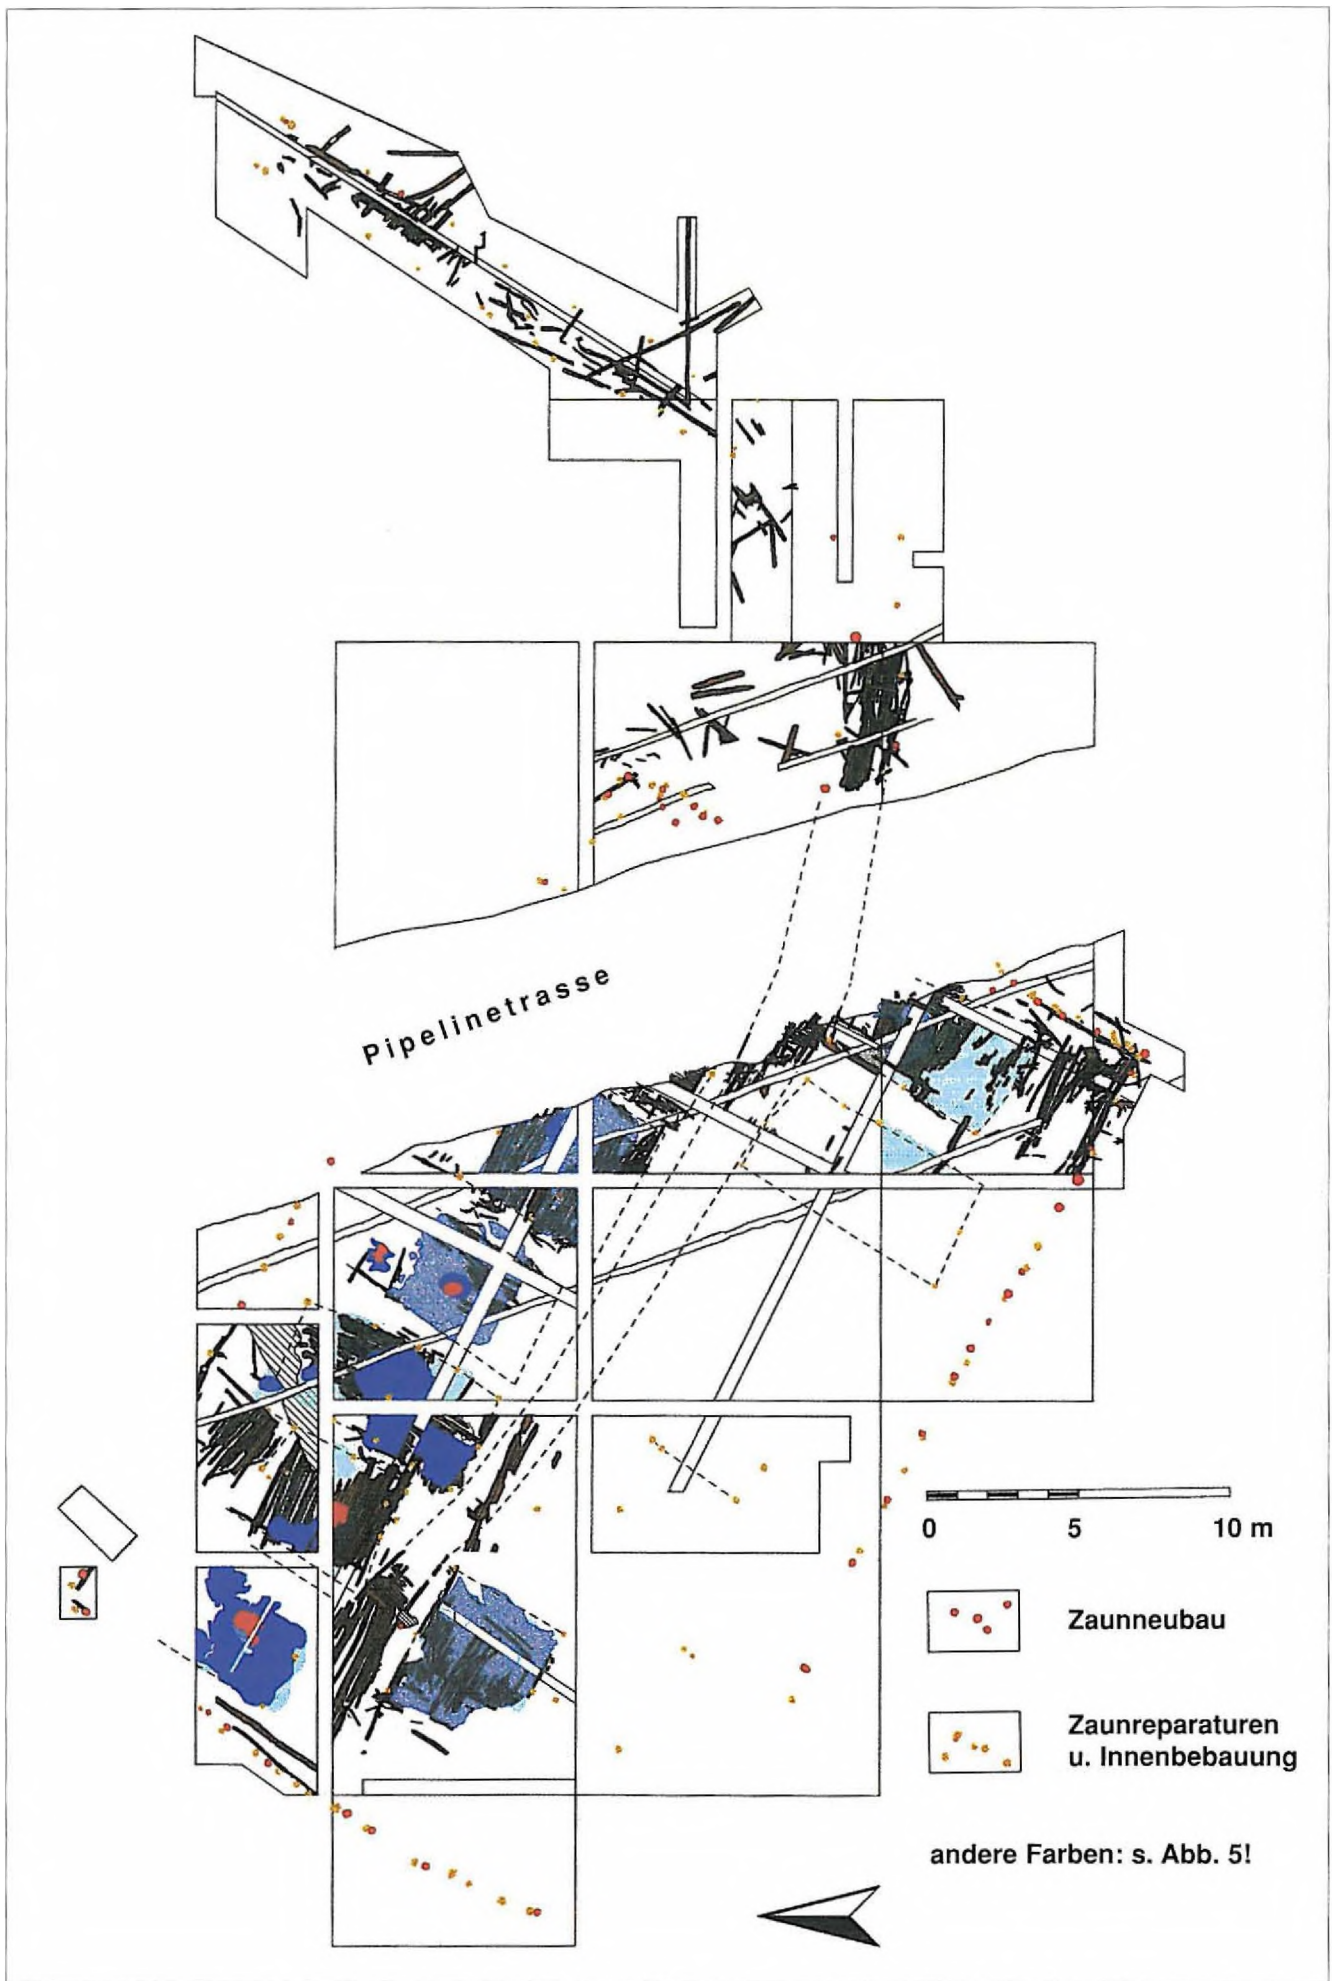 Pipelinetrasse
0 5 10 m
Zaunneubau
Zaunreparaturen
u. Innenbebauung
andere Farben: s. Abb. 5!